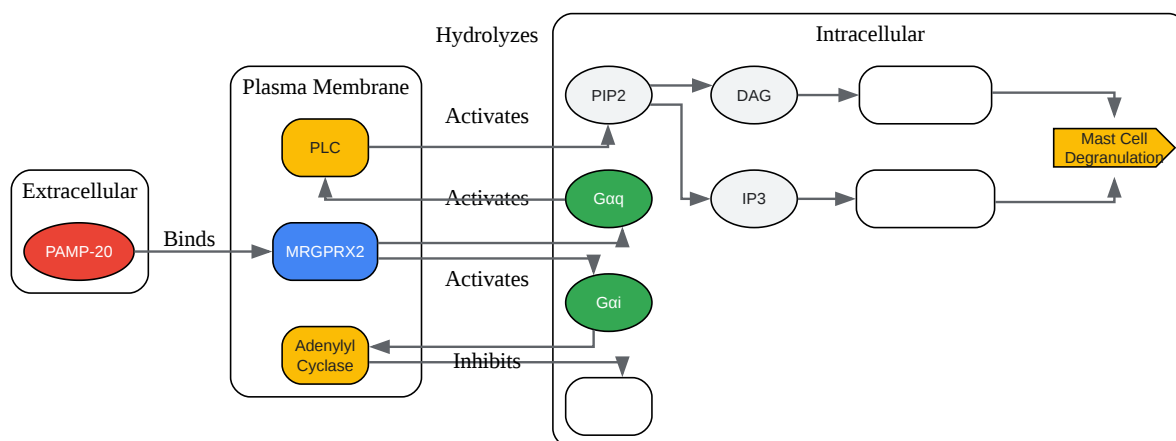 Hydrolyzes
Intracellular
Plasma Membrane
PIP2
DAG
Activates
PLC
Mast Cell
Degranulation
Extracellular
Activates
Gαq
IP3
PAMP-20
Binds
MRGPRX2
Activates
Gαi
Adenylyl
Cyclase
Inhibits